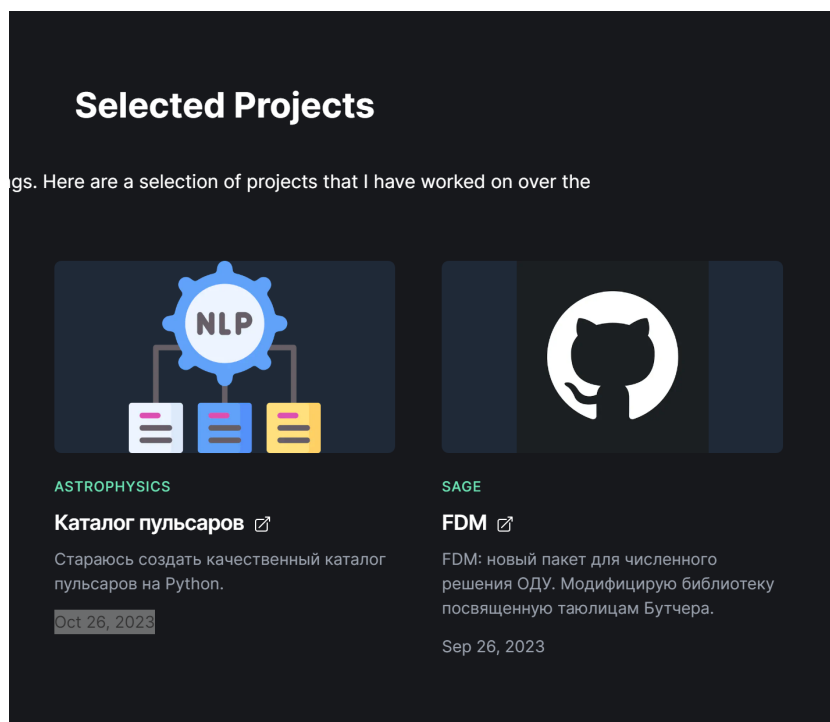 Selected Projects
gs. Here are a selection of projects that I have worked on over the
NLP
ASTROPHYSICS
Каталог пульсаров
Стараюсь создать качественный каталог
пульсаров на Python.
Oct 26, 2023
SAGE
FDM
FDM: новый пакет для численного
решения ОДУ. Модифицирую библиотеку
посвященную таюлицам Бутчера.
Sep 26, 2023